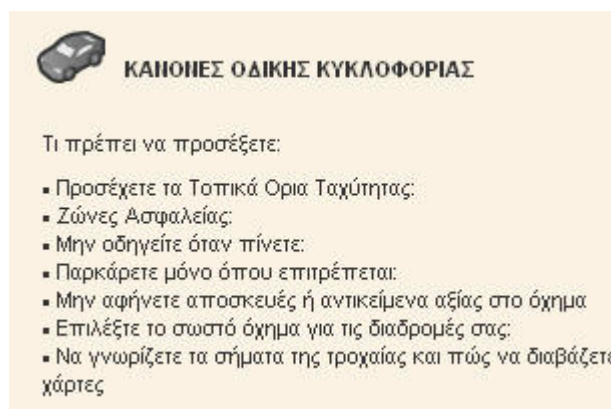 ΚΑΝΟΝΕΣ ΟΔΙΚΗΣ ΚΥΚΛΟΦΟΡΙΑΣ
Τι πρέπει να προσέξετε:
▪ Προσέχετε τα Τοπικά Ορια Ταχύτητας:
▪ Ζώνες Ασφαλείας:
▪ Μην οδηγείτε όταν πίνετε:
▪ Παρκάρετε μόνο όπου επιτρέπεται:
▪ Μην αφήνετε αποσκευές ή αντικείμενα αξίας στο όχημα
▪ Επιλέξτε το σωστό όχημα για τις διαδρομές σας:
▪ Να γνωρίζετε τα σήματα της τροχαίας και πώς να διαβάζετε
χάρτες